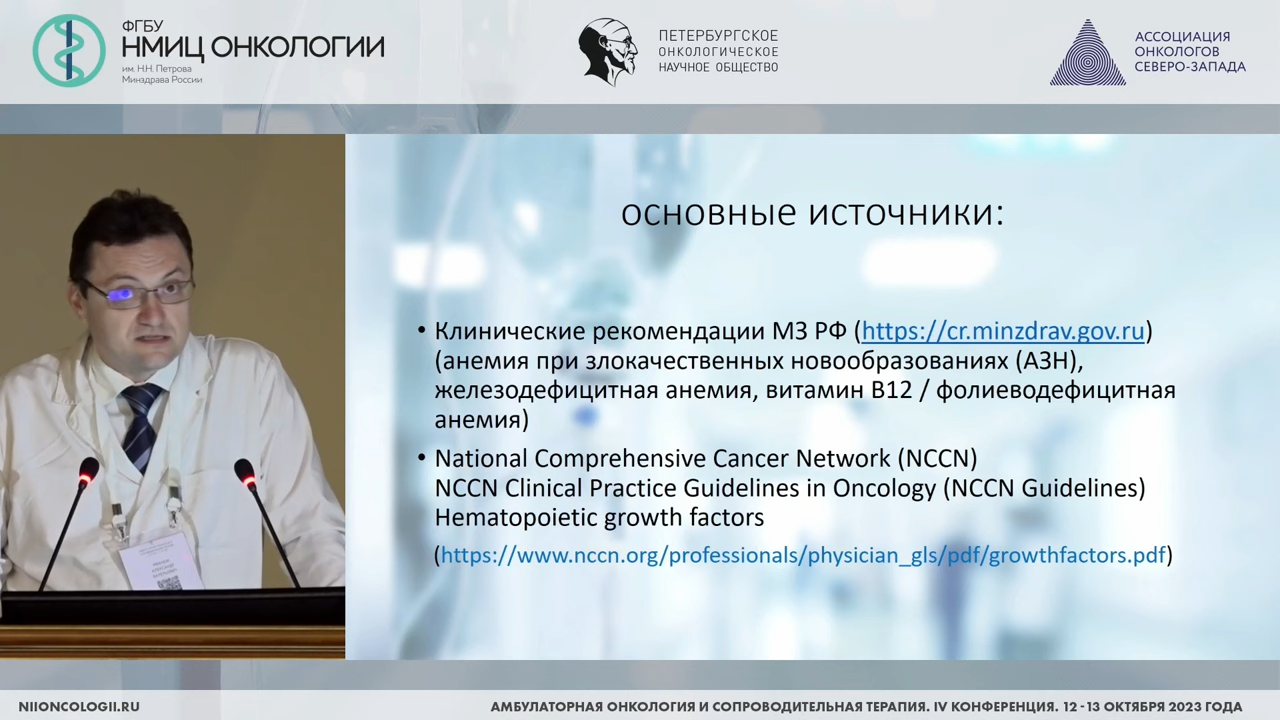 ФГБУ
НМИЦ ОНКОЛОГИИ
им. Н.Н. Петрова
Минздрава России
ПЕТЕРБУРГСКОЕ
ОНКОЛОГИЧЕСКОЕ
НАУЧНОЕ ОБЩЕСТВО
АССОЦИАЦИЯ
ОНКОЛОГОВ
СЕВЕРО-ЗАПАДА
основные источники:
• Клинические рекомендации МЗ РФ (https://cr.minzdrav.gov.ru)
(анемия при злокачественных новообразованиях (АЗН),
железодефицитная анемия, витамин В12 / фолиеводефицитная
анемия)
• National Comprehensive Cancer Network (NCCN)
NCCN Clinical Practice Guidelines in Oncology (NCCN Guidelines)
Hematopoietic growth factors
(https://www.nccn.org/professionals/physician_gls/pdf/growthfactors.pdf)
NIIONCOLOGII.RU
АМБУЛАТОРНАЯ ОНКОЛОГИЯ И СОПРОВОДИТЕЛЬНАЯ ТЕРАПИЯ. IV КОНФЕРЕНЦИЯ. 12-13 ОКТЯБРЯ 2023 ГОДА